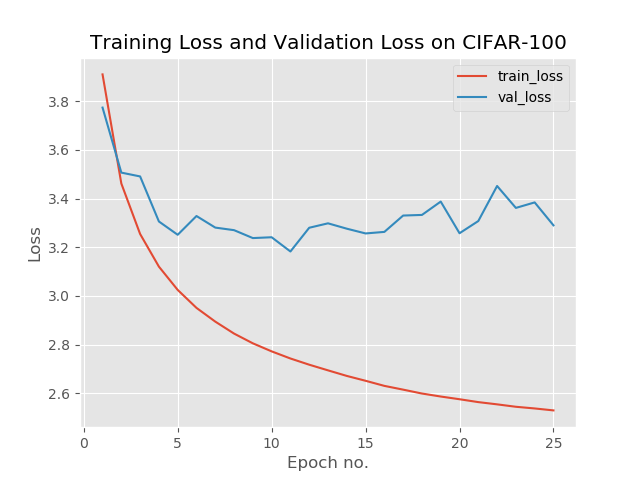 Training Loss and Validation Loss on CIFAR-100
train_loss
val_loss
3.8
3.6
3.4
3.2
3.0
2.8
2.6
Loss
0
5
10
15
20
25
Epoch no.